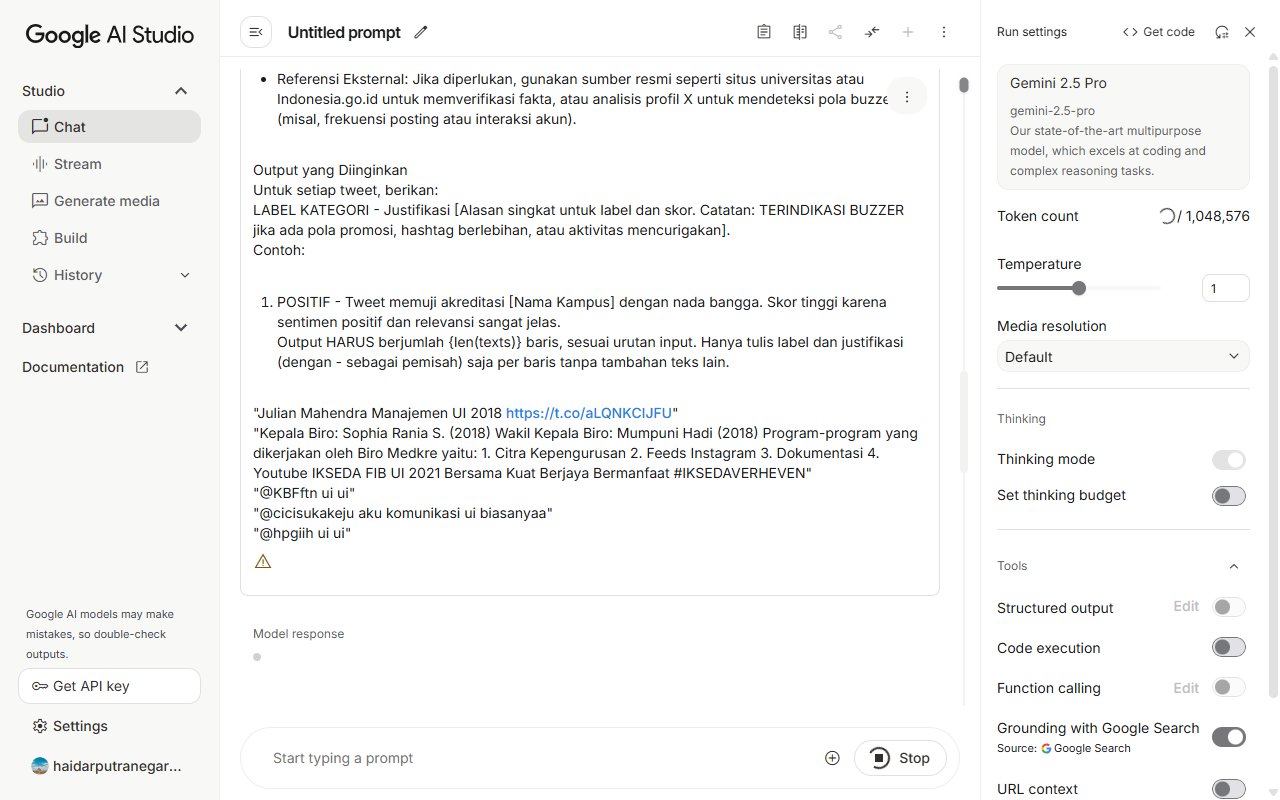 Google AI Studio
Studio
Chat
Stream
Generate media
Build
History
Dashboard
Documentation
Google AI models may make
mistakes, so double-check
outputs.
Get API key
Settings
haidarputranegar...
Untitled prompt
Referensi Eksternal: Jika diperlukan, gunakan sumber resmi seperti situs universitas atau
Indonesia.go.id untuk memverifikasi fakta, atau analisis profil X untuk mendeteksi pola
(misal, frekuensi posting atau interaksi akun).
Output yang Diinginkan
Untuk setiap tweet, berikan:
LABEL KATEGORI - Justifikasi [Alasan singkat untuk label dan skor. Catatan: TERINDIKASI BUZZER
jika ada pola promosi, hashtag berlebihan, atau aktivitas mencurigakan].
Contoh:
1. POSITIF - Tweet memuji akreditasi [Nama Kampus] dengan nada bangga. Skor tinggi karena
sentimen positif dan relevansi sangat jelas.
Output HARUS berjumlah {len(texts)} baris, sesuai urutan input. Hanya tulis label dan justifikasi
(dengan - sebagai pemisah) saja per baris tanpa tambahan teks lain.
"Julian Mahendra Manajemen UI 2018 https://t.co/aLQNKCIJFU"
"Kepala Biro: Sophia Rania S. (2018) Wakil Kepala Biro: Mumpuni Hadi (2018) Program-program yang
dikerjakan oleh Biro Medkre yaitu: 1. Citra Kepengurusan 2. Feeds Instagram 3. Dokumentasi 4.
Youtube IKSEDA FIB UI 2021 Bersama Kuat Berjaya Bermanfaat #IKSEDAVERHEVEN"
"@KBFftn ui ui"
"@cicisukakeju aku komunikasi ui biasanyaa"
"@hpgiih ui ui"
Model response
Start typing a prompt
Stop
Run settings
Get code
Gemini 2.5 Pro
gemini-2.5-pro
Our state-of-the-art multipurpose
model, which excels at coding and
complex reasoning tasks.
Token count
/ 1,048,576
Temperature
1
Media resolution
Default
Thinking
Thinking mode
Set thinking budget
Tools
Structured output
Edit
Code execution
Function calling
Edit
Grounding with Google Search
Source: Google Search
URL context